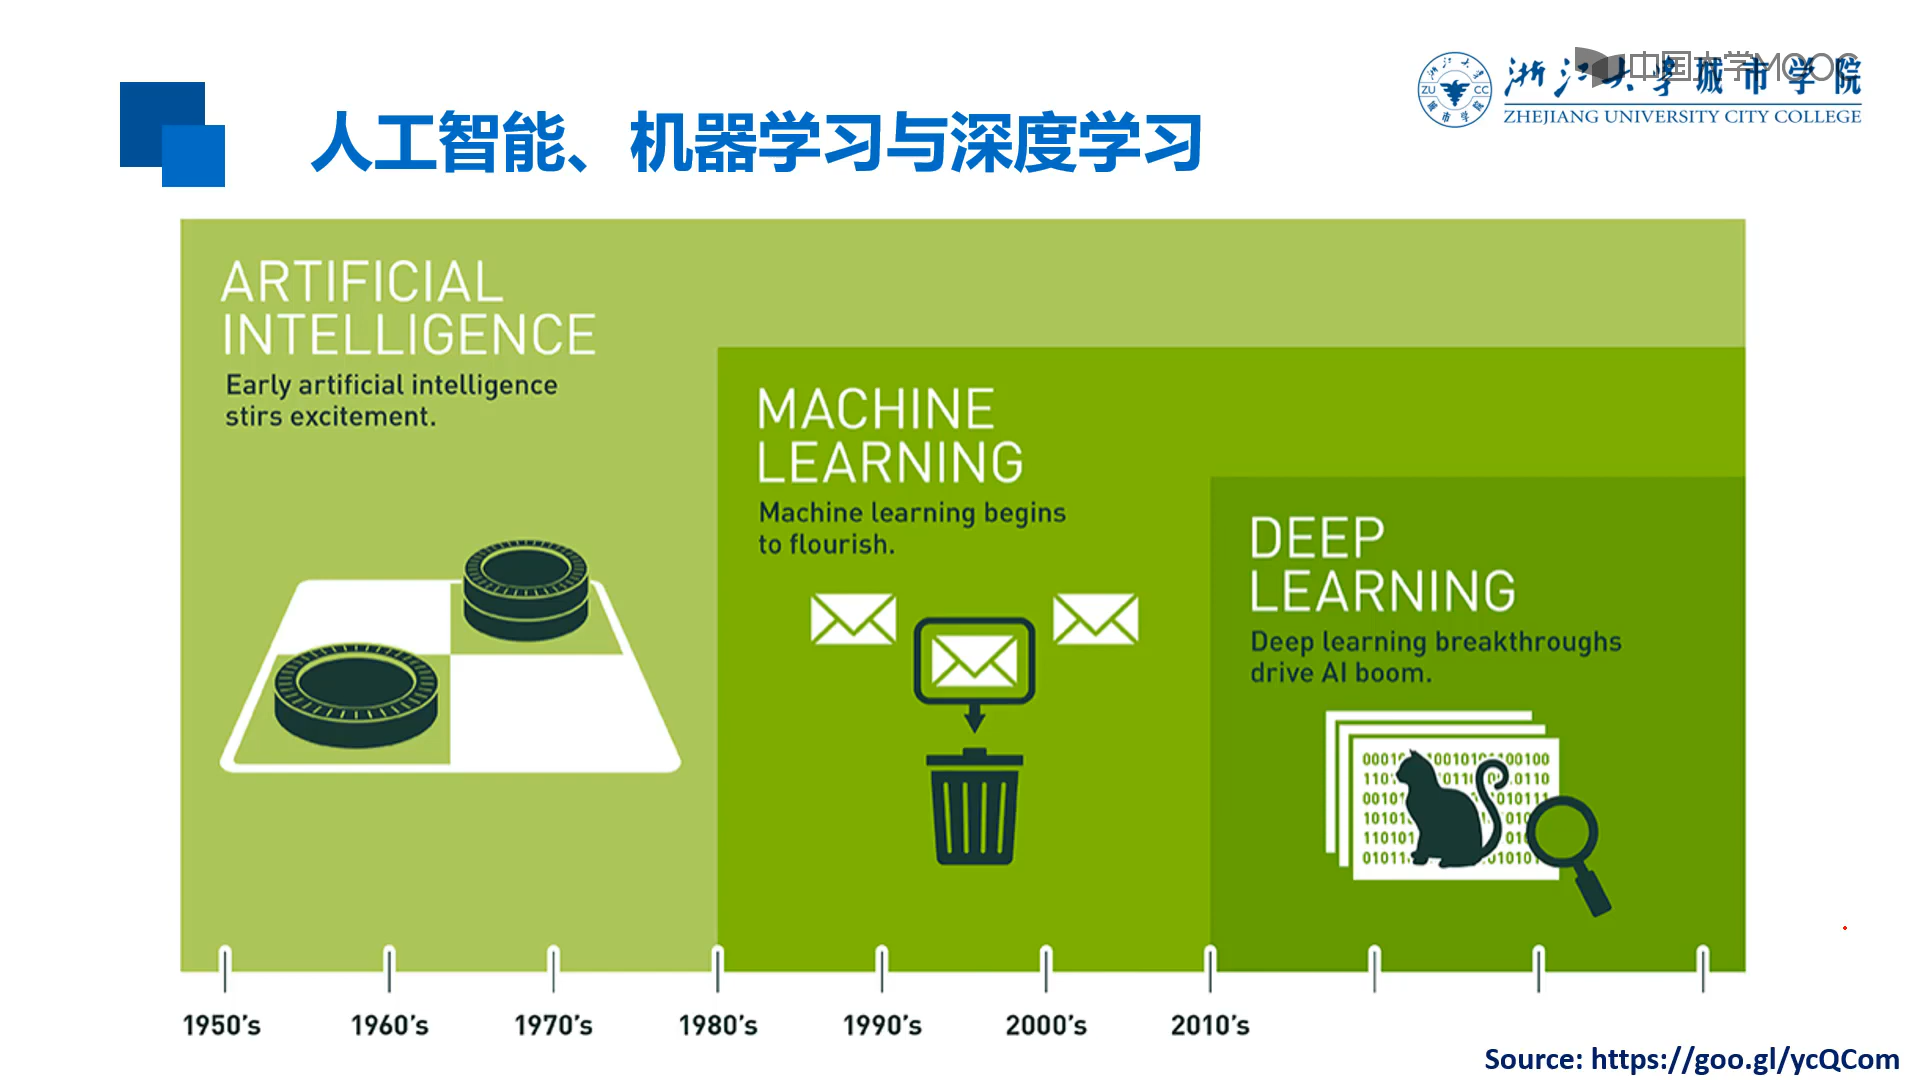 中国大学MOOC
浙江大学城市学院
ZHEJIANG UNIVERSITY CITY COLLEGE
ZU CC
人工智能、机器学习与深度学习
ARTIFICIAL
INTELLIGENCE
Early artificial intelligence
stirs excitement.
MACHINE
LEARNING
Machine learning begins
to flourish.
DEEP
LEARNING
Deep learning breakthroughs
drive AI boom.
1950's 1960's 1970's 1980's 1990's 2000's 2010's
Source: https://goo.gl/ycQCom